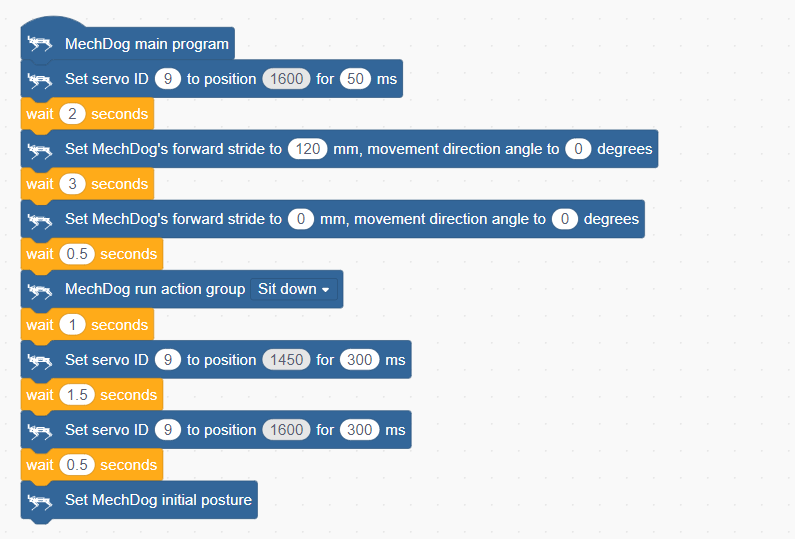 MechDog main program
Set servo ID 9 to position 1600 for 50 ms
wait 2 seconds
Set MechDog's forward stride to 120 mm, movement direction angle to 0 degrees
wait 3 seconds
Set MechDog's forward stride to 0 mm, movement direction angle to 0 degrees
wait 0.5 seconds
MechDog run action group Sit down
wait 1 seconds
Set servo ID 9 to position 1450 for 300 ms
wait 1.5 seconds
Set servo ID 9 to position 1600 for 300 ms
wait 0.5 seconds
Set MechDog initial posture